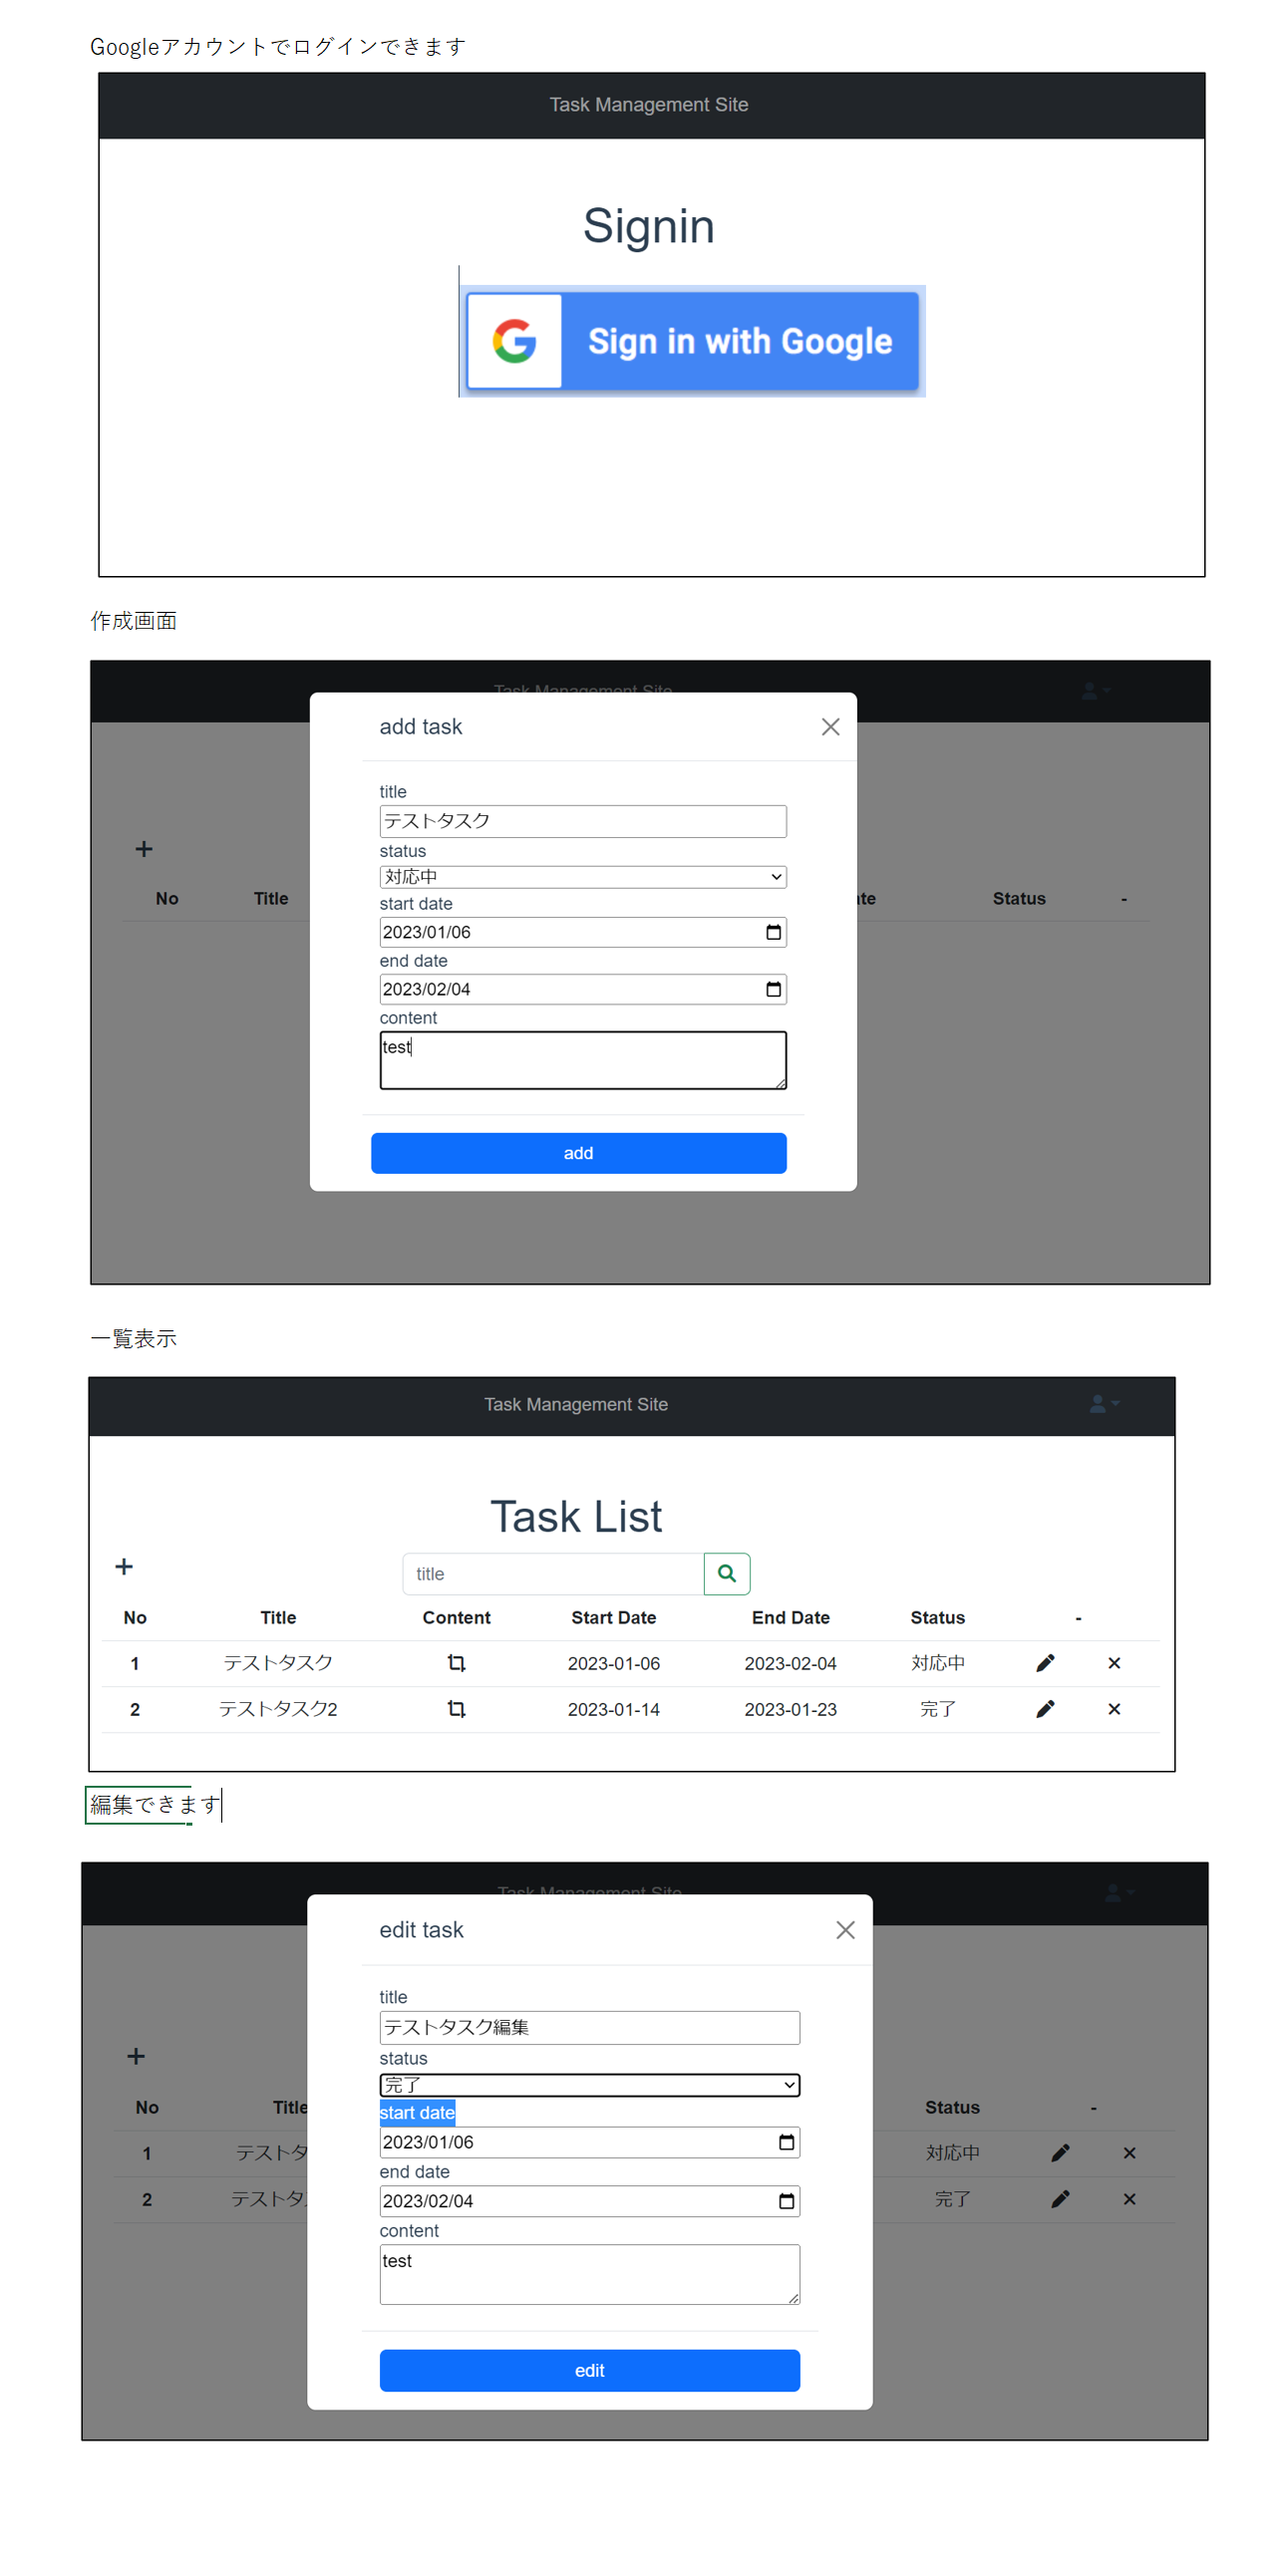 Googleアカウントでログインできます
Task Management Site
Signin
Sign in with Google
作成画面
Task Management Site
add task
title
テストタスク
status
対応中
No Title Status -
start date
2023/01/06
end date
2023/02/04
content
test
add
一覧表示
Task Management Site
Task List
title
No Title Content Start Date End Date Status -
1 テストタスク 2023-01-06 2023-02-04 対応中
2 テストタスク2 2023-01-14 2023-01-23 完了
編集できます
Task Management Site
edit task
title
テストタスク編集
status
完了
No Title Status -
start date
2023/01/06
1 テストタ 対応中
end date
2 テストタ 完了
2023/02/04
content
test
edit